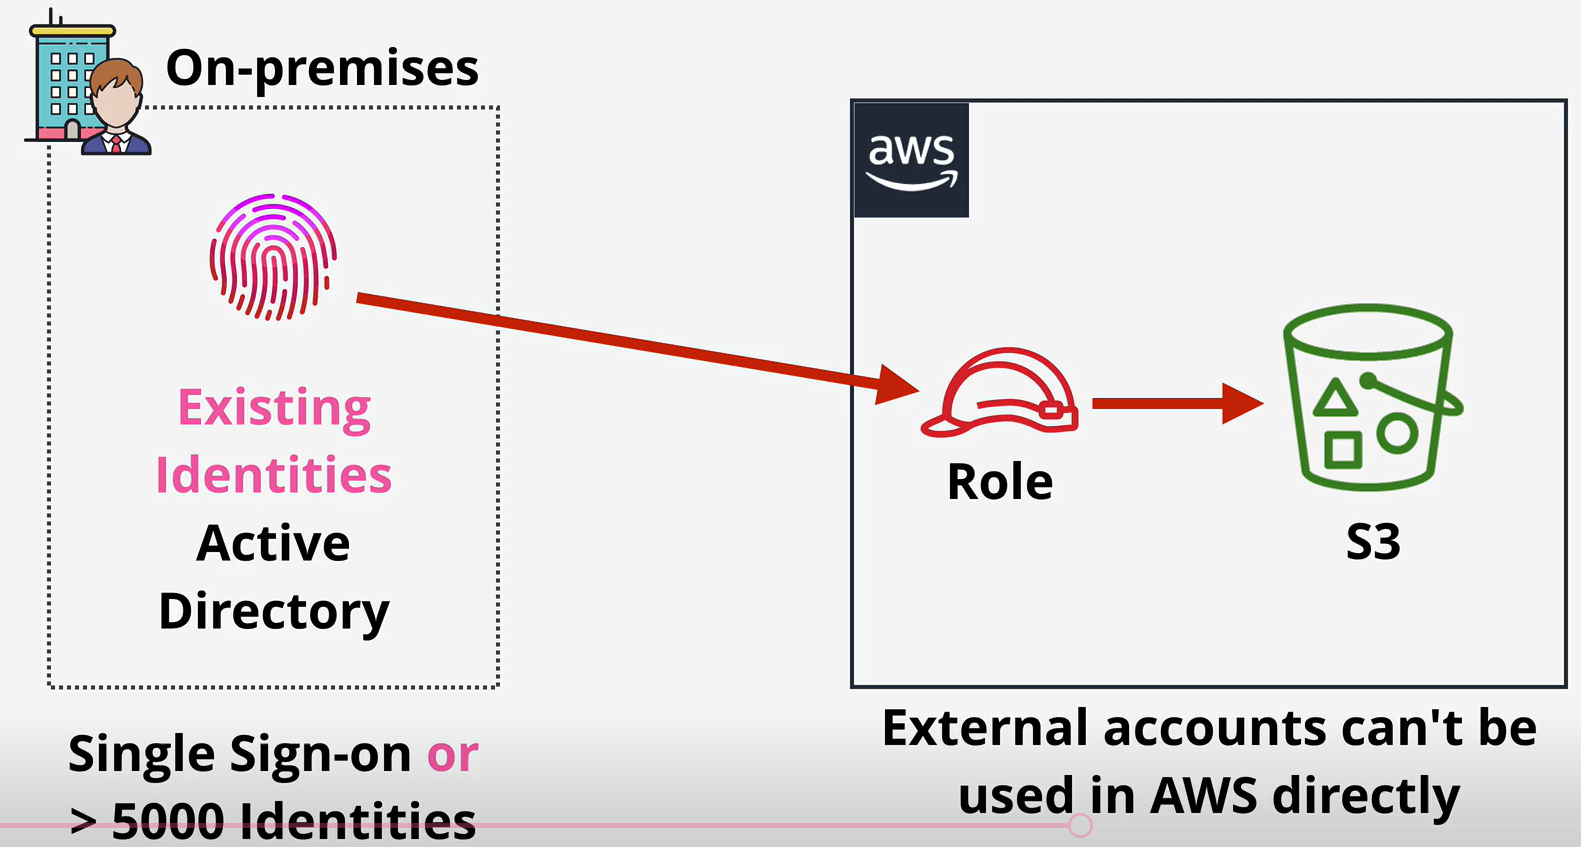 On-premises
aws
Existing
Identities
Active
Directory
Role
S3
Single Sign-on or
> 5000 Identities
External accounts can't be
used in AWS directly